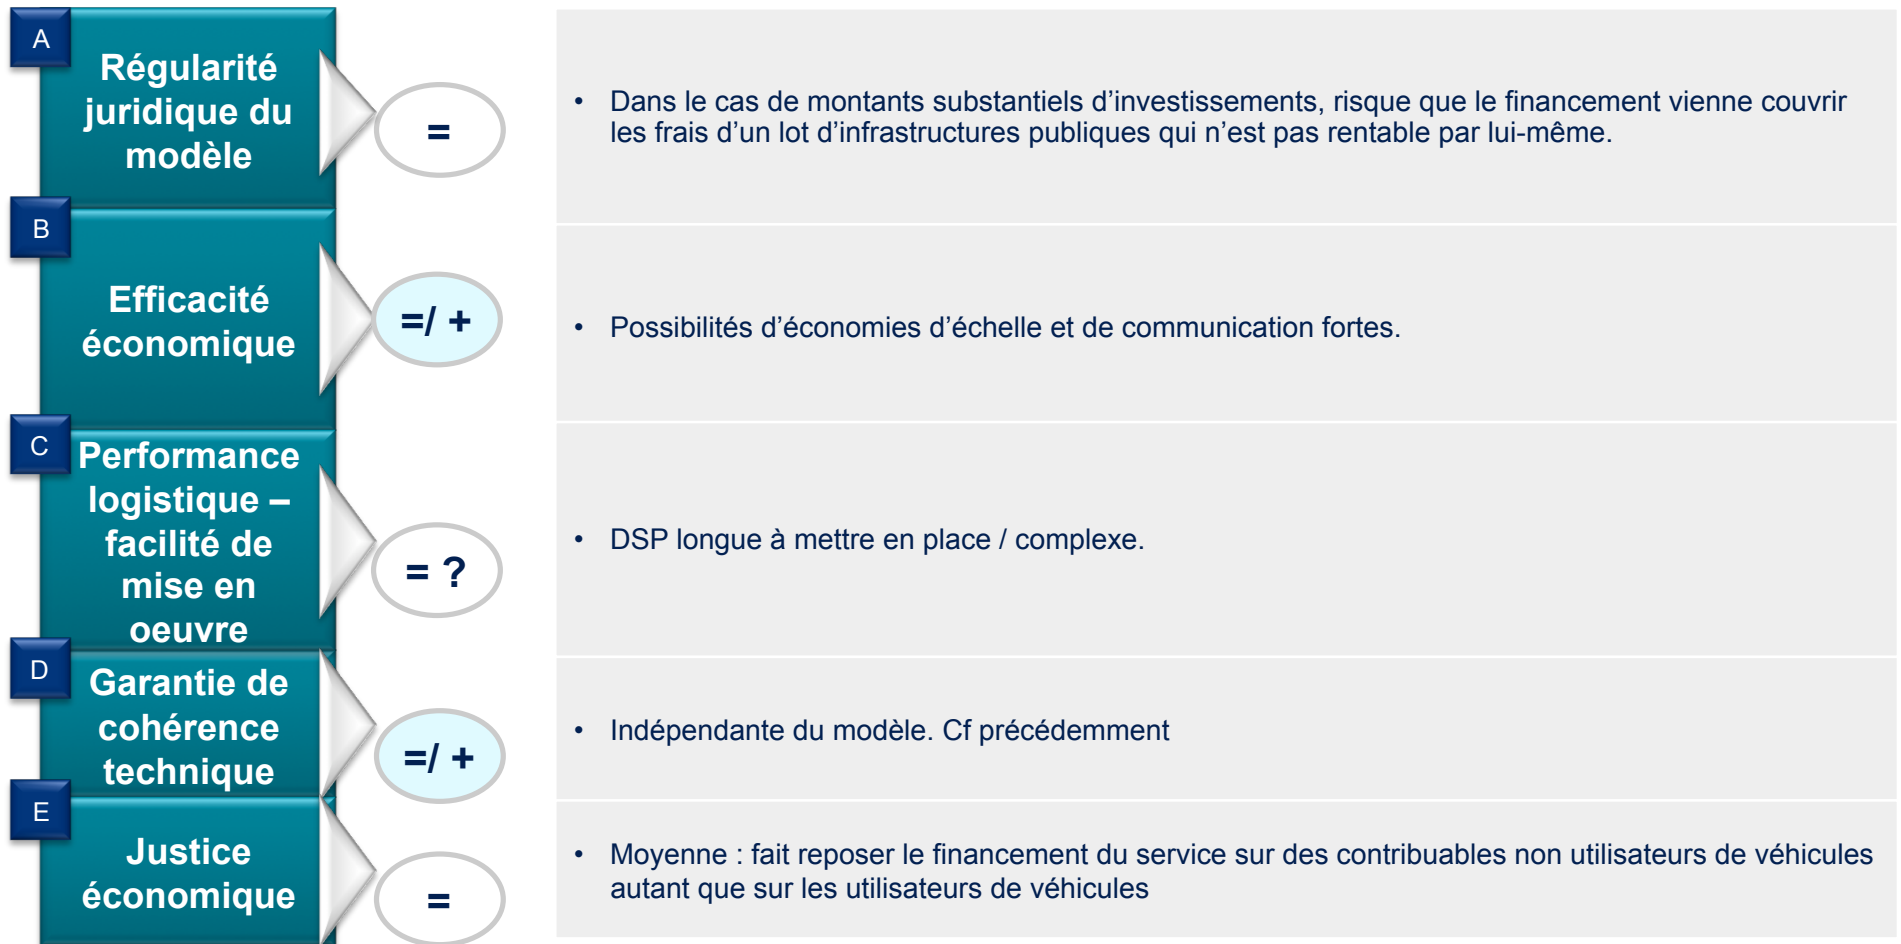 A
Régularité
juridique du
modèle
=
• Dans le cas de montants substantiels d’investissements, risque que le financement vienne couvrir
les frais d’un lot d’infrastructures publiques qui n’est pas rentable par lui-même.
B
Efficacité
économique
=/ +
• Possibilités d’économies d’échelle et de communication fortes.
C
Performance
logistique –
facilité de
mise en
oeuvre
= ?
• DSP longue à mettre en place / complexe.
D
Garantie de
cohérence
technique
=/ +
• Indépendante du modèle. Cf précédemment
E
Justice
économique
=
• Moyenne : fait reposer le financement du service sur des contribuables non utilisateurs de véhicules
autant que sur les utilisateurs de véhicules